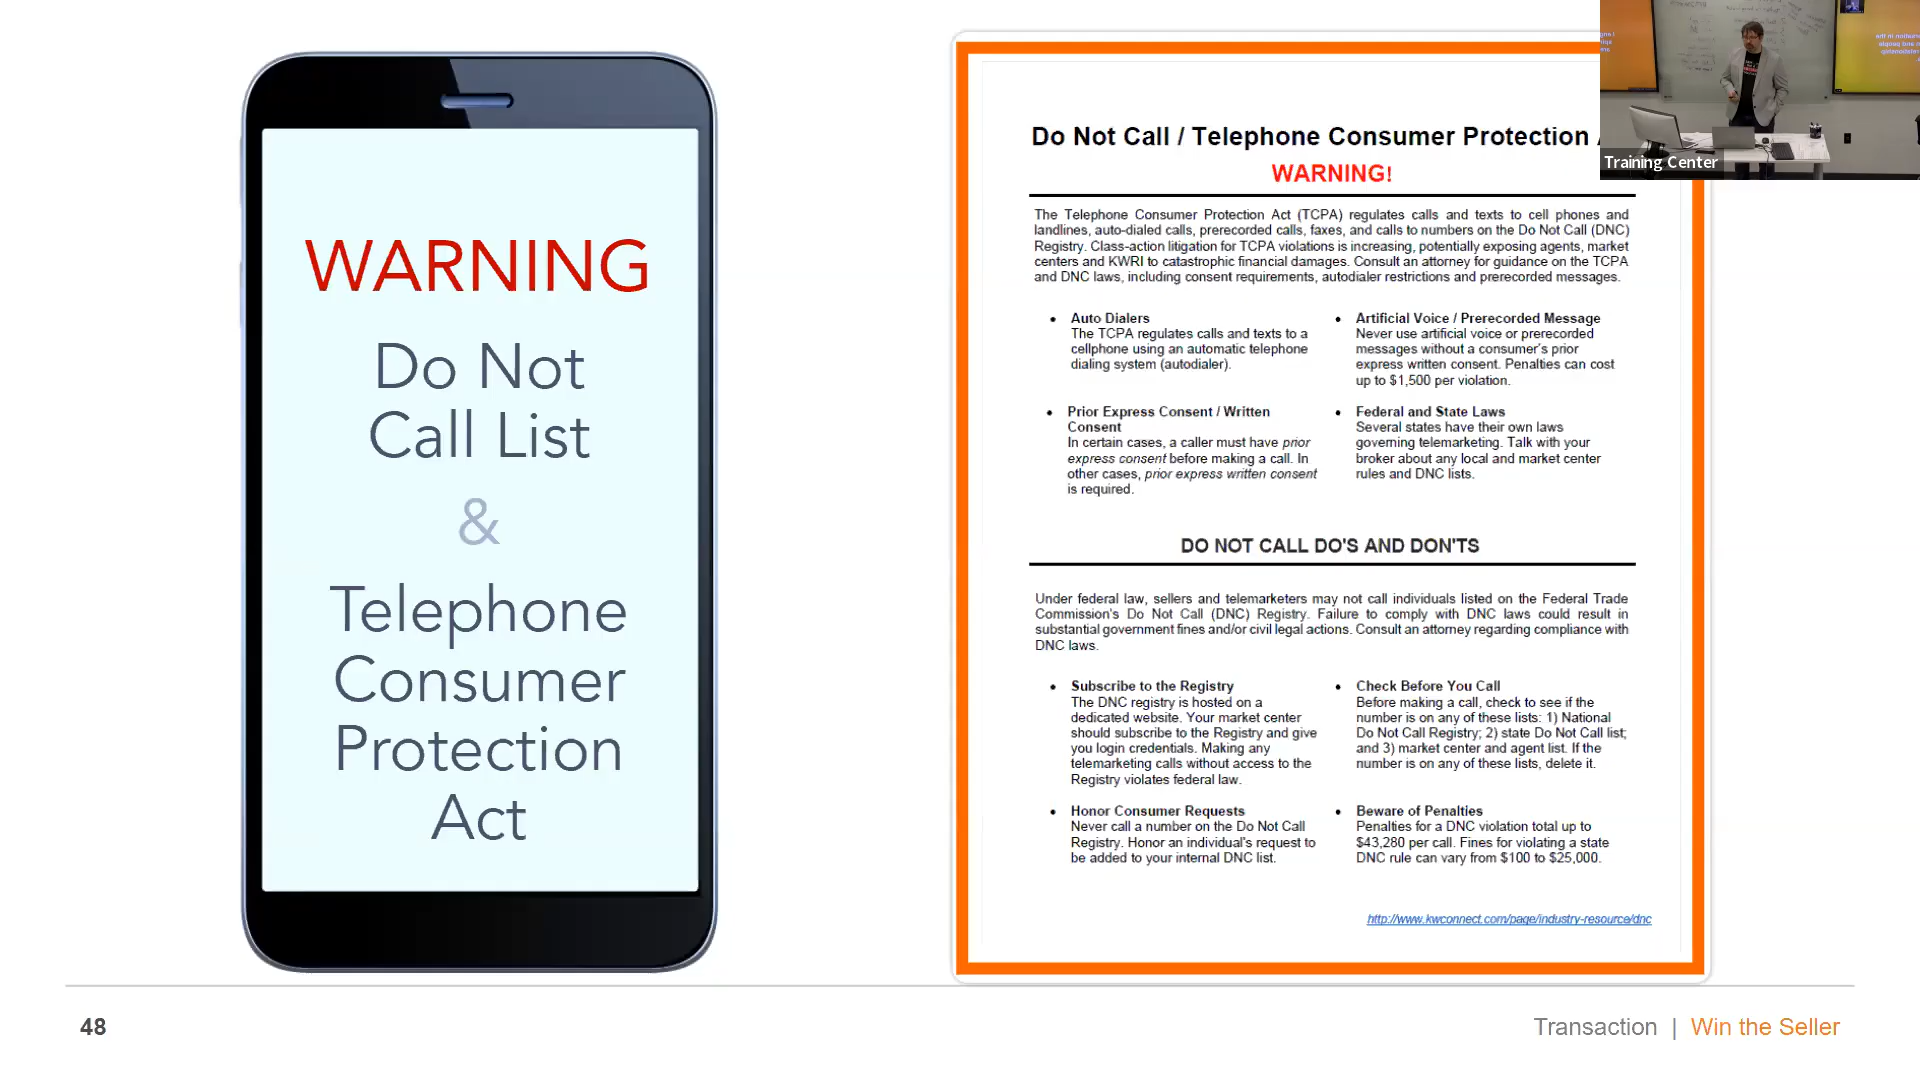 WARNING
Do Not
Call List
&
Telephone
Consumer
Protection
Act
Do Not Call / Telephone Consumer Protection
WARNING!
The Telephone Consumer Protection Act (TCPA) regulates calls and texts to cell phones and
landlines, auto-dialed calls, prerecorded calls, faxes, and calls to numbers on the Do Not Call (DNC)
Registry. Class-action litigation for TCPA violations is increasing, potentially exposing agents, market
centers and KWRI to catastrophic financial damages. Consult an attorney for guidance on the TCPA
and DNC laws, including consent requirements, autodialer restrictions and prerecorded messages.
• Auto Dialers
The TCPA regulates calls and texts to a
cellphone using an automatic telephone
dialing system (autodialer).
• Artificial Voice / Prerecorded Message
Never use artificial voice or prerecorded
messages without a consumer's prior
express written consent. Penalties can cost
up to $1,500 per violation.
• Prior Express Consent / Written
Consent
In certain cases, a caller must have prior
express consent before making a call. In
other cases, prior express written consent
is required.
• Federal and State Laws
Several states have their own laws
governing telemarketing. Talk with your
broker about any local and market center
rules and DNC lists.
DO NOT CALL DO'S AND DON'TS
Under federal law, sellers and telemarketers may not call individuals listed on the Federal Trade
Commission's Do Not Call (DNC) Registry. Failure to comply with DNC laws could result in
substantial government fines and/or civil legal actions. Consult an attorney regarding compliance with
DNC laws.
• Subscribe to the Registry
The DNC registry is hosted on a
dedicated website. Your market center
should subscribe to the Registry and give
you login credentials. Making any
telemarketing calls without access to the
Registry violates federal law.
• Check Before You Call
Before making a call, check to see if the
number is on any of these lists: 1) National
Do Not Call Registry; 2) state Do Not Call list;
and 3) market center and agent list. If the
number is on any of these lists, delete it.
• Honor Consumer Requests
Never call a number on the Do Not Call
Registry. Honor an individual's request to
be added to your internal DNC list.
• Beware of Penalties
Penalties for a DNC violation total up to
$43,280 per call. Fines for violating a state
DNC rule can vary from $100 to $25,000.
http://www.kwconnect.com/page/industry-resource/dnc
48
Transaction | Win the Seller
Training Center